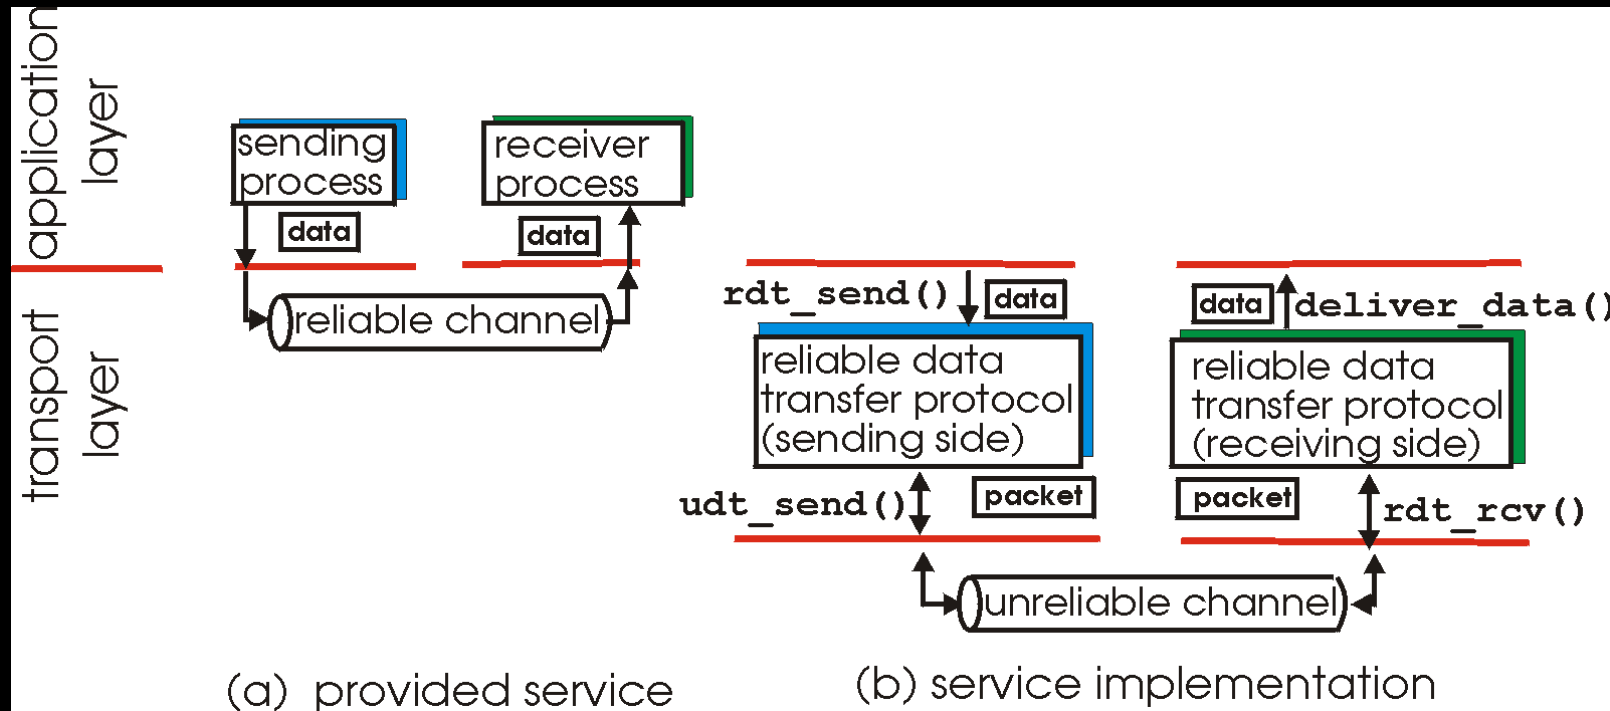 application
layer
transport
layer
sending
process
data
receiver
process
data
reliable channel
(a) provided service
rdt_send()
data
reliable data
transfer protocol
(sending side)
udt_send()
packet
data
deliver_data()
reliable data
transfer protocol
(receiving side)
packet
rdt_rcv()
unreliable channel
(b) service implementation